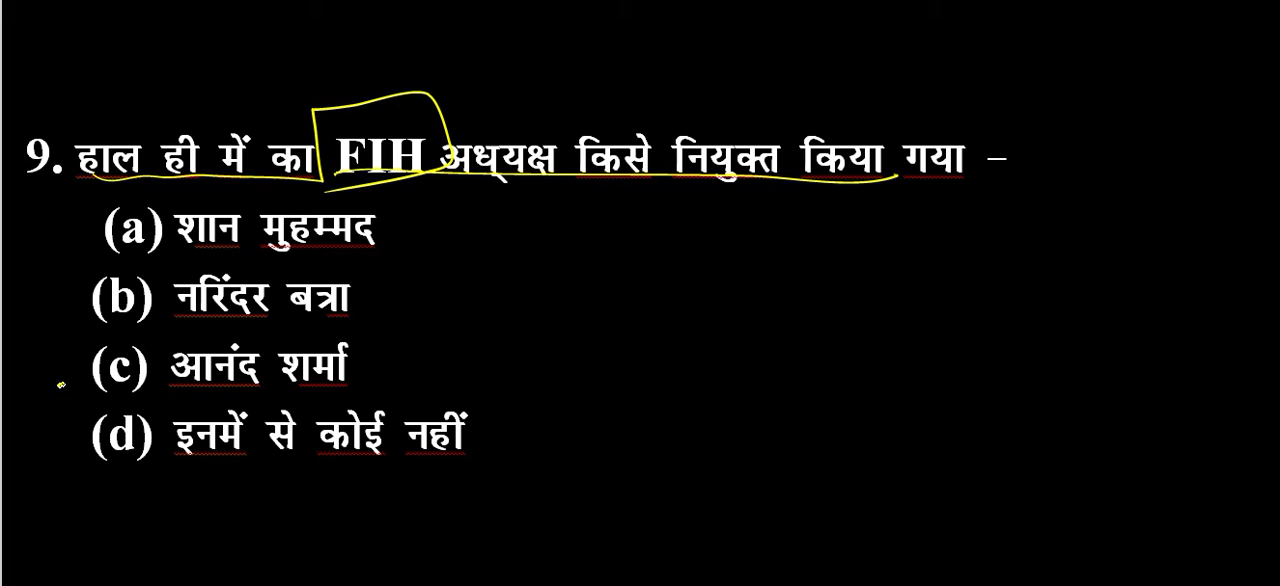 9. हाल ही में का FIH अध्‍यक्ष किसे नियुक्त किया गया –
(a) शान मुहम्मद
(b) नरिंदर बत्रा
(c) आनंद शर्मा
(d) इनमें से कोई नहीं